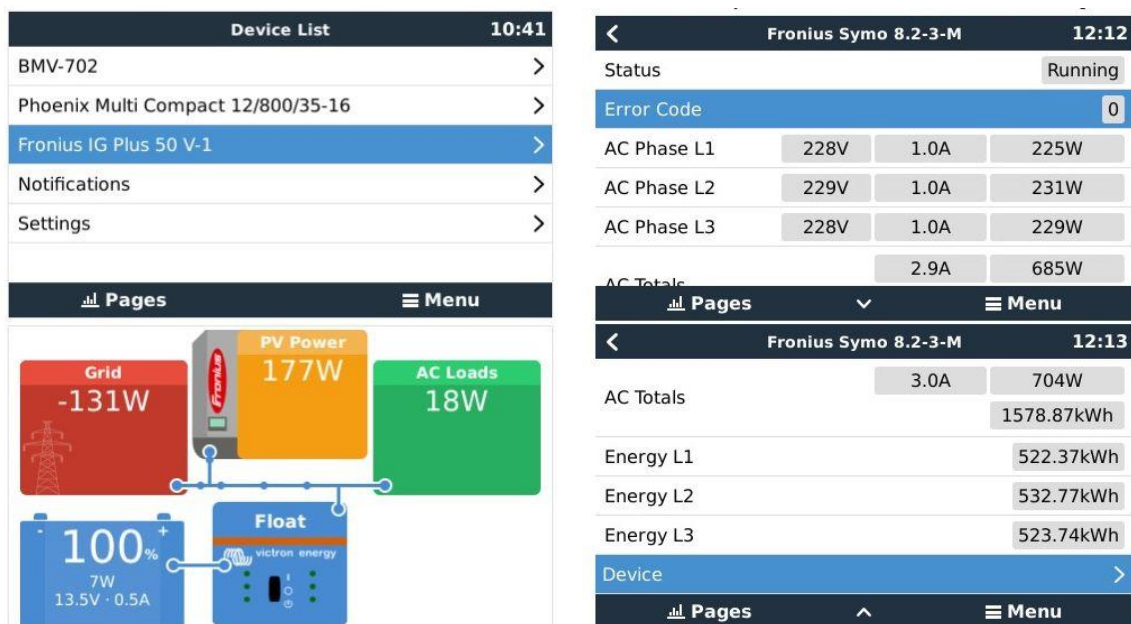 Device List 10:41
BMV-702
Phoenix Multi Compact 12/800/35-16
Fronius IG Plus 50 V-1
Notifications
Settings
Pages Menu
Grid
-131W
Fronius
PV Power
177W
AC Loads
18W
- +
100%
7W
13.5V · 0.5A
Float
victron energy
Fronius Symo 8.2-3-M 12:12
Status Running
Error Code 0
AC Phase L1 228V 1.0A 225W
AC Phase L2 229V 1.0A 231W
AC Phase L3 228V 1.0A 229W
AC Totals 2.9A 685W
Pages Menu
Fronius Symo 8.2-3-M 12:13
AC Totals 3.0A 704W
1578.87kWh
Energy L1 522.37kWh
Energy L2 532.77kWh
Energy L3 523.74kWh
Device
Pages Menu